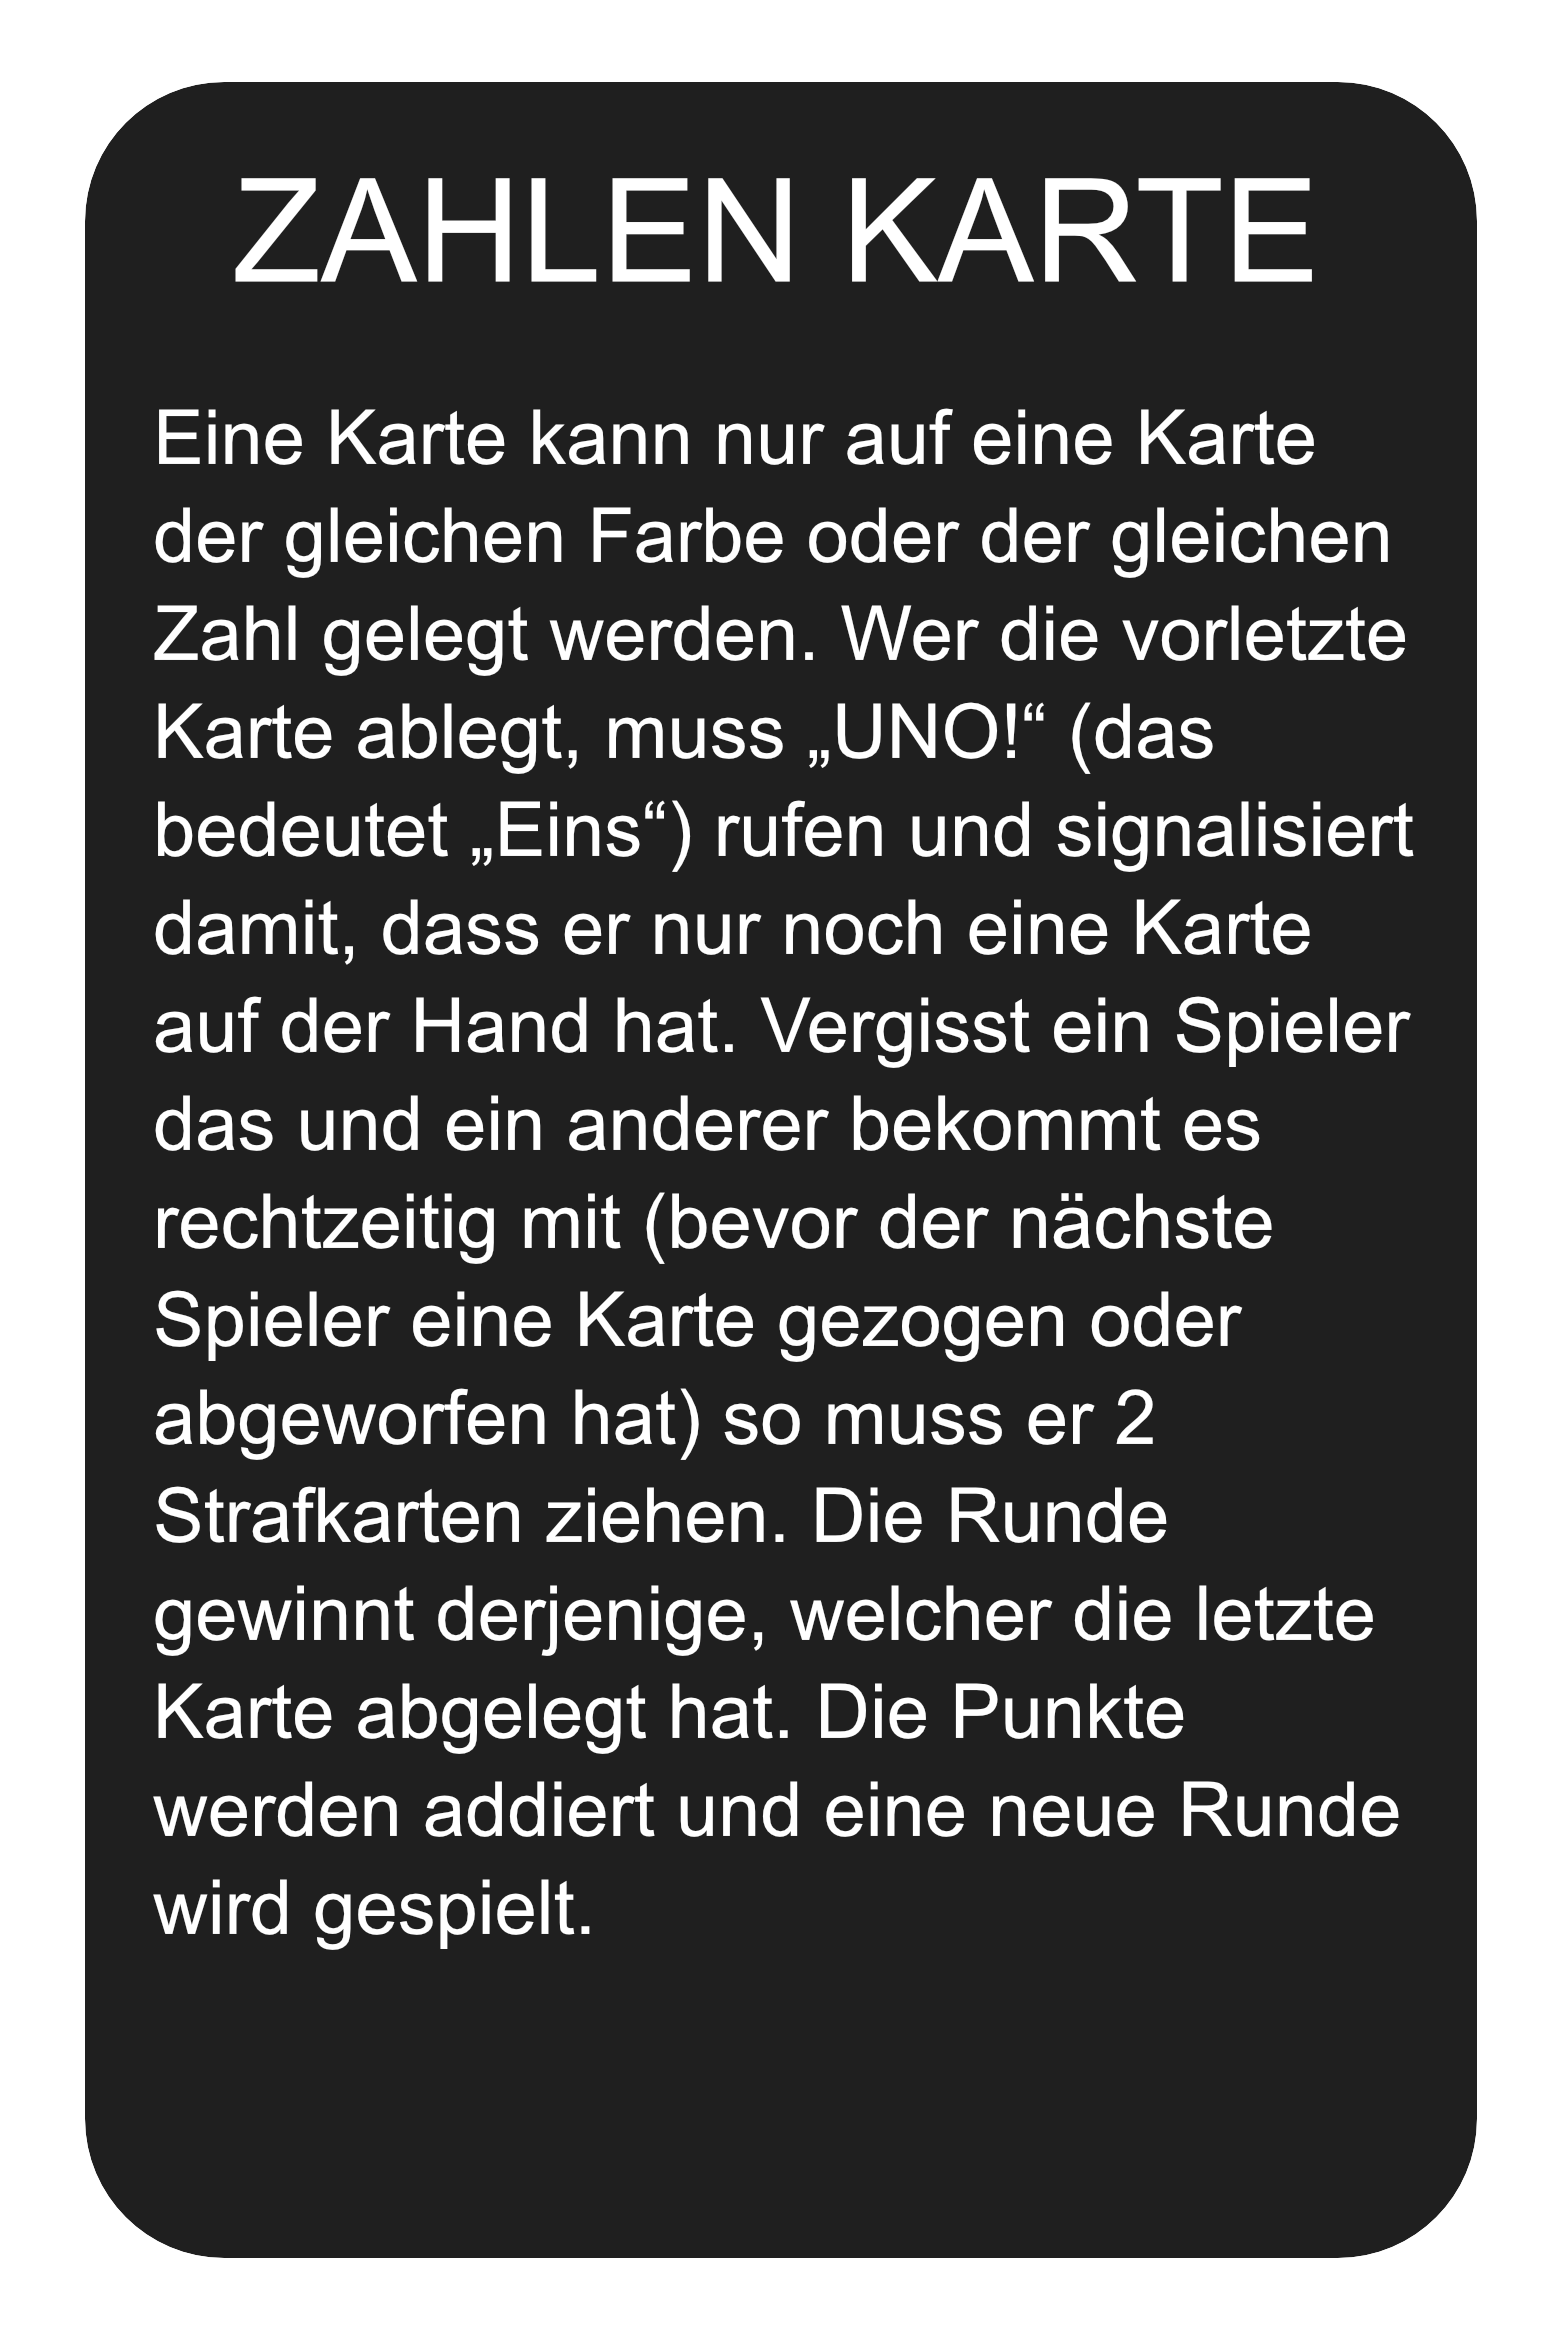 ZAHLEN KARTE
Eine Karte kann nur auf eine Karte
der gleichen Farbe oder der gleichen
Zahl gelegt werden. Wer die vorletzte
Karte ablegt, muss „UNO!“ (das
bedeutet „Eins“) rufen und signalisiert
damit, dass er nur noch eine Karte
auf der Hand hat. Vergisst ein Spieler
das und ein anderer bekommt es
rechtzeitig mit (bevor der nächste
Spieler eine Karte gezogen oder
abgeworfen hat) so muss er 2
Strafkarten ziehen. Die Runde
gewinnt derjenige, welcher die letzte
Karte abgelegt hat. Die Punkte
werden addiert und eine neue Runde
wird gespielt.